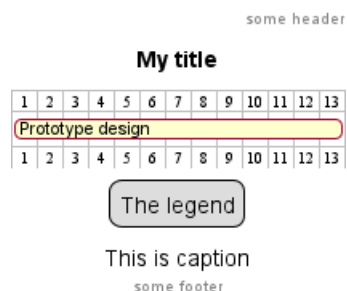 some header
My title
1 2 3 4 5 6 7 8 9 10 11 12 13
Prototype design
1 2 3 4 5 6 7 8 9 10 11 12 13
The legend
This is caption
some footer